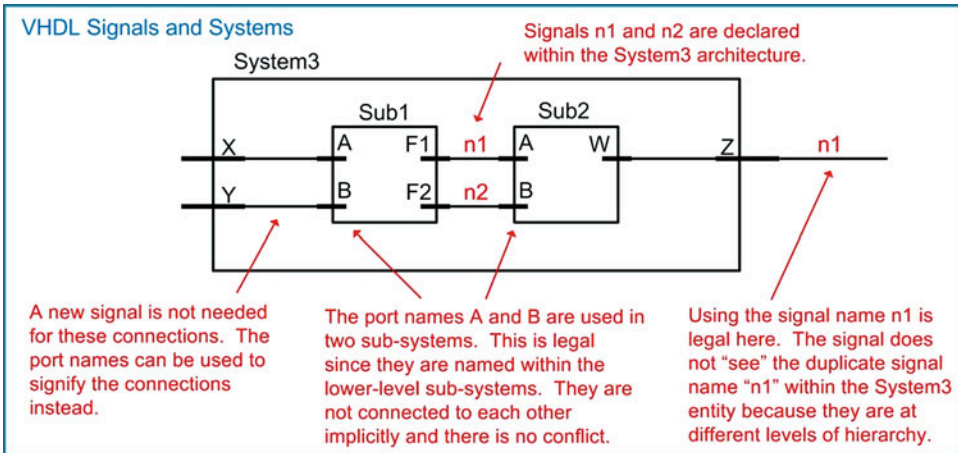 VHDL Signals and Systems
Signals n1 and n2 are declared
within the System3 architecture.
System3
Sub1
Sub2
X
A
F1
n1
A
W
Z
n1
Y
B
F2
n2
B
A new signal is not needed
for these connections. The
port names can be used to
signify the connections
instead.
The port names A and B are used in
two sub-systems. This is legal
since they are named within the
lower-level sub-systems. They are
not connected to each other
implicitly and there is no conflict.
Using the signal name n1 is
legal here. The signal does
not “see” the duplicate signal
name “n1” within the System3
entity because they are at
different levels of hierarchy.